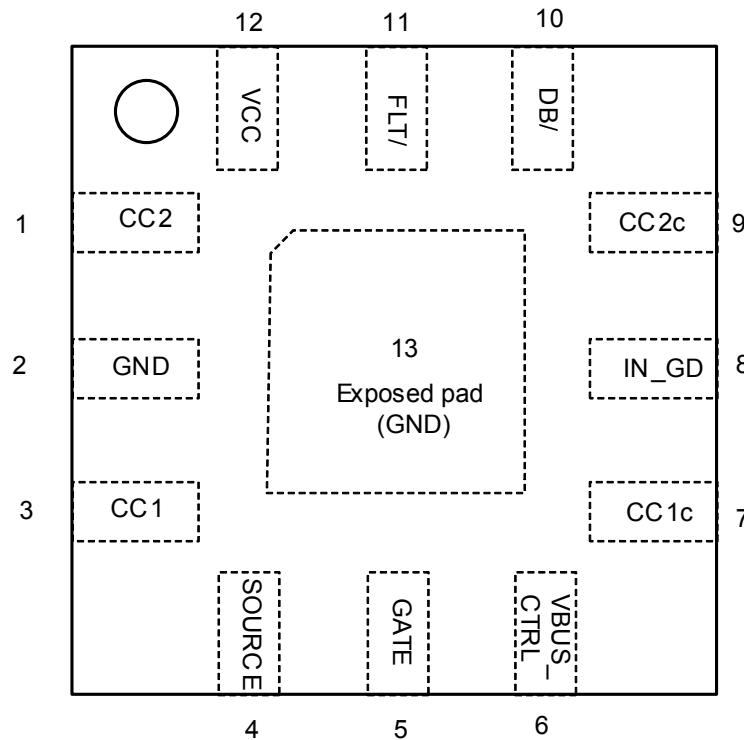 12
11
10
VCC
FLT/
DB/
1
CC2
CC2c
9
2
GND
13
Exposed pad
(GND)
IN_GD
8
3
CC1
CC1c
7
SOURCE
GATE
VBUS_
CTRL
4
5
6